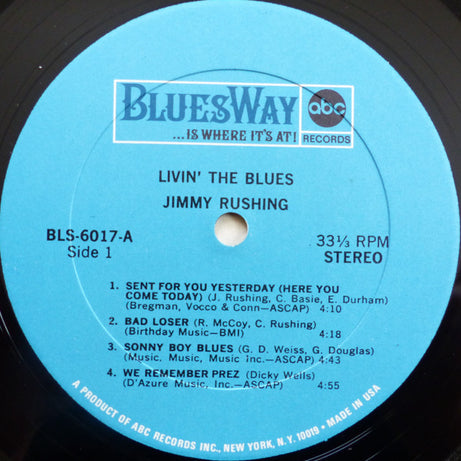 BLUESWAY
...IS WHERE IT'S AT!
abc
RECORDS
LIVIN' THE BLUES
JIMMY RUSHING
BLS-6017-A
Side 1
33⅓ RPM
STEREO
1. SENT FOR YOU YESTERDAY (HERE YOU
COME TODAY) (J. Rushing, C. Basie, E. Durham)
(Bregman, Vocco & Conn—ASCAP) 4:10
2. BAD LOSER (R. McCoy, C. Rushing)
(Birthday Music—BMI) 4:18
3. SONNY BOY BLUES (G. D. Weiss, G. Douglas)
(Music. Music, Music Inc.—ASCAP) 4:43
4. WE REMEMBER PREZ (Dicky Wells)
(D'Azure Music, Inc.—ASCAP) 4:55
A PRODUCT OF ABC RECORDS INC., NEW YORK, N.Y. 10019 • MADE IN USA